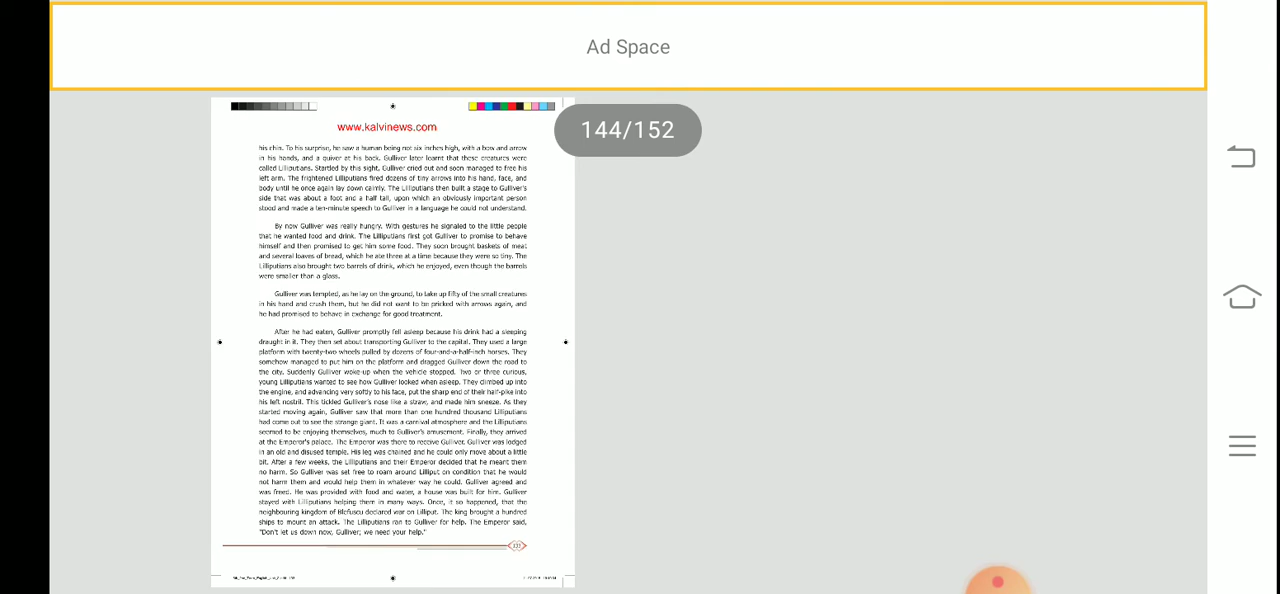 Ad Space
144/152
www.kalvinews.com
his chin. To his surprise, he saw a human being not six inches high, with a bow and arrow
in his hands, and a quiver at his back. Gulliver later learnt that these creatures were
called Lilliputians. Startled by this sight, Gulliver cried out and soon managed to free his
left arm. The frightened Lilliputians fired dozens of tiny arrows into his hand, face, and
body until he once again lay down calmly. The Lilliputians then built a stage to Gulliver's
side that was about a foot and a half tall, upon which an obviously important person
stood and made a ten-minute speech to Gulliver in a language he could not understand.
By now Gulliver was really hungry. With gestures he signaled to the little people
that he wanted food and drink. The Lilliputians first got Gulliver to promise to behave
himself and then promised to get him some food. They soon brought baskets of meat
and several loaves of bread, which he ate three at a time because they were so tiny. The
Lilliputians also brought two barrels of drink, which he enjoyed, even though the barrels
were smaller than a glass.
Gulliver was tempted, as he lay on the ground, to take up fifty of the small creatures
in his hand and crush them, but he did not want to be pricked with arrows again, and
he had promised to behave in exchange for good treatment.
After he had eaten, Gulliver promptly fell asleep because his drink had a sleeping
draught in it. They then set about transporting Gulliver to the capital. They used a large
platform with twenty-two wheels pulled by dozens of four-and-a-half-inch horses. They
somehow managed to put him on the platform and dragged Gulliver down the road to
the city. Suddenly Gulliver woke-up when the vehicle stopped. Two or three curious,
young Lilliputians wanted to see how Gulliver looked when asleep. They climbed up into
the engine, and advancing very softly to his face, put the sharp end of their half-pike into
his left nostril. This tickled Gulliver's nose like a straw, and made him sneeze. As they
started moving again, Gulliver saw that more than one hundred thousand Lilliputians
had come out to see the strange giant. It was a carnival atmosphere and the Lilliputians
seemed to be enjoying themselves, much to Gulliver's amusement. Finally, they arrived
at the Emperor's palace. The Emperor was there to receive Gulliver. Gulliver was lodged
in an old and disused temple. His leg was chained and he could only move about a little
bit. After a few weeks, the Lilliputians and their Emperor decided that he meant them
no harm. So Gulliver was set free to roam around Lilliput on condition that he would
not harm them and would help them in whatever way he could. Gulliver agreed and
was freed. He was provided with food and water, a house was built for him. Gulliver
stayed with Lilliputians helping them in many ways. Once, it so happened, that the
neighbouring kingdom of Blefuscu declared war on Lilliput. The king brought a hundred
ships to mount an attack. The Lilliputians ran to Gulliver for help. The Emperor said,
"Don't let us down now, Gulliver; we need your help."